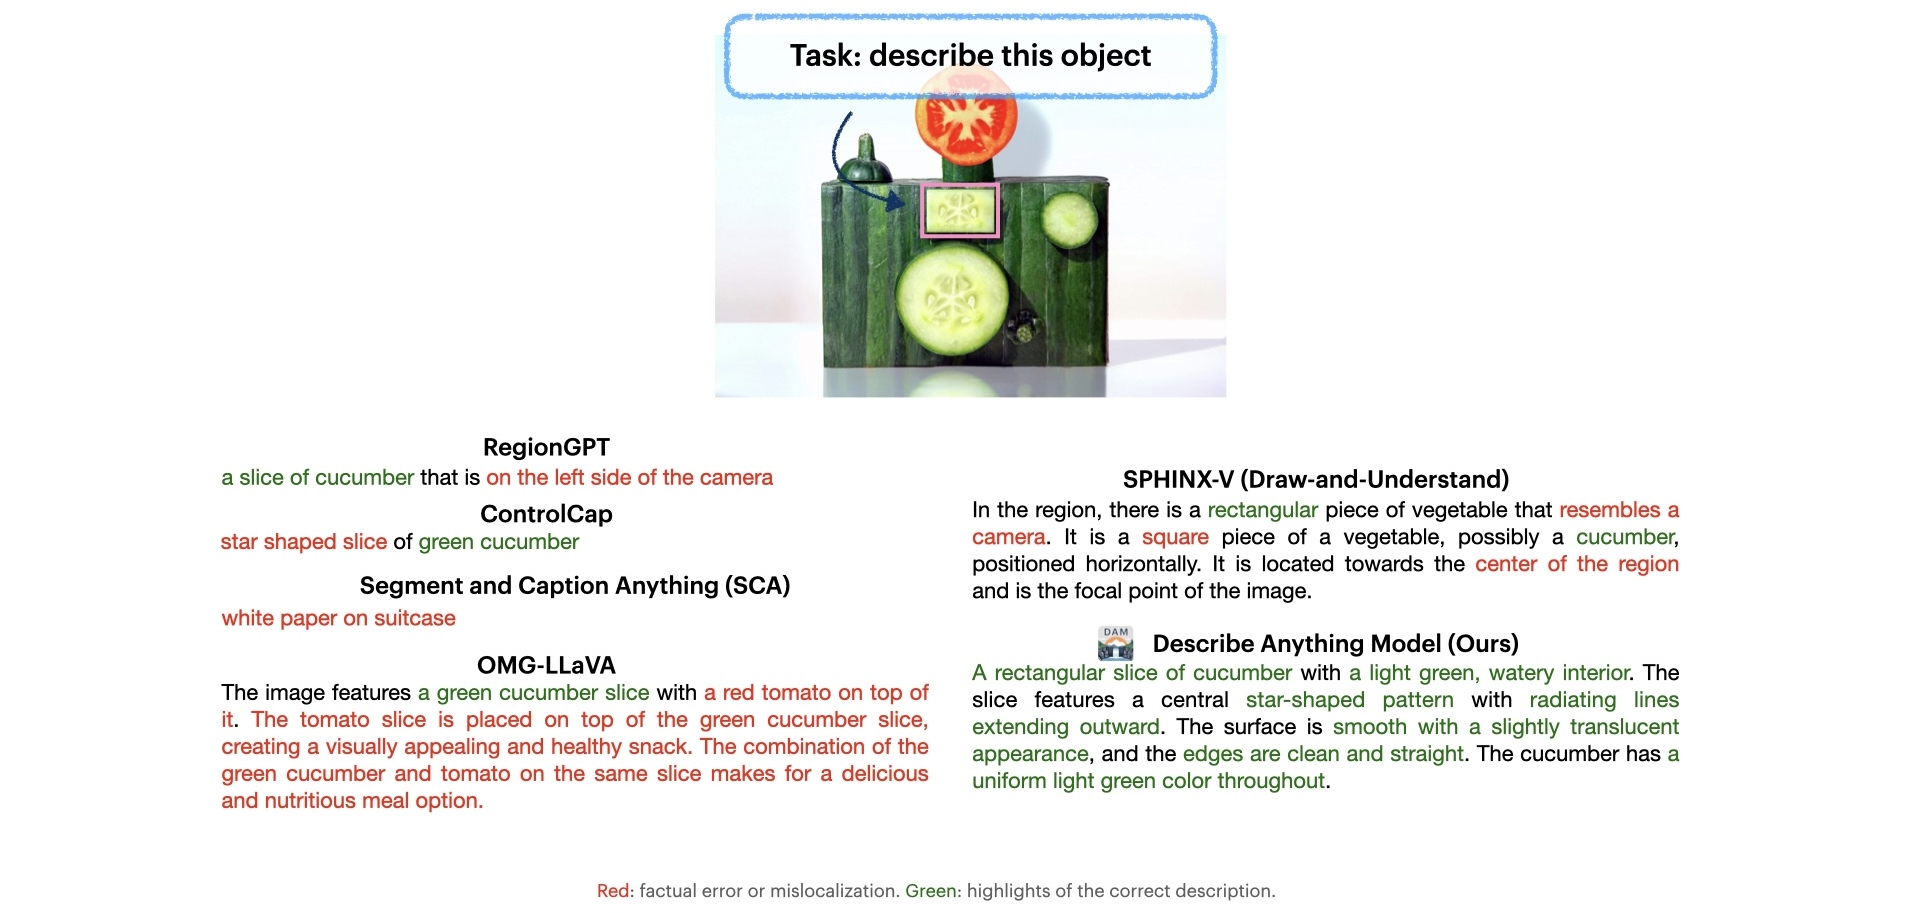 Task: describe this object
RegionGPT
a slice of cucumber that is on the left side of the camera
ControlCap
star shaped slice of green cucumber
Segment and Caption Anything (SCA)
white paper on suitcase
OMG-LLaVA
The image features a green cucumber slice with a red tomato on top of
it. The tomato slice is placed on top of the green cucumber slice,
creating a visually appealing and healthy snack. The combination of the
green cucumber and tomato on the same slice makes for a delicious
and nutritious meal option.
SPHINX-V (Draw-and-Understand)
In the region, there is a rectangular piece of vegetable that resembles a
camera. It is a square piece of a vegetable, possibly a cucumber,
positioned horizontally. It is located towards the center of the region
and is the focal point of the image.
DAM
Describe Anything Model (Ours)
A rectangular slice of cucumber with a light green, watery interior. The
slice features a central star-shaped pattern with radiating lines
extending outward. The surface is smooth with a slightly translucent
appearance, and the edges are clean and straight. The cucumber has a
uniform light green color throughout.
Red: factual error or mislocalization. Green: highlights of the correct description.